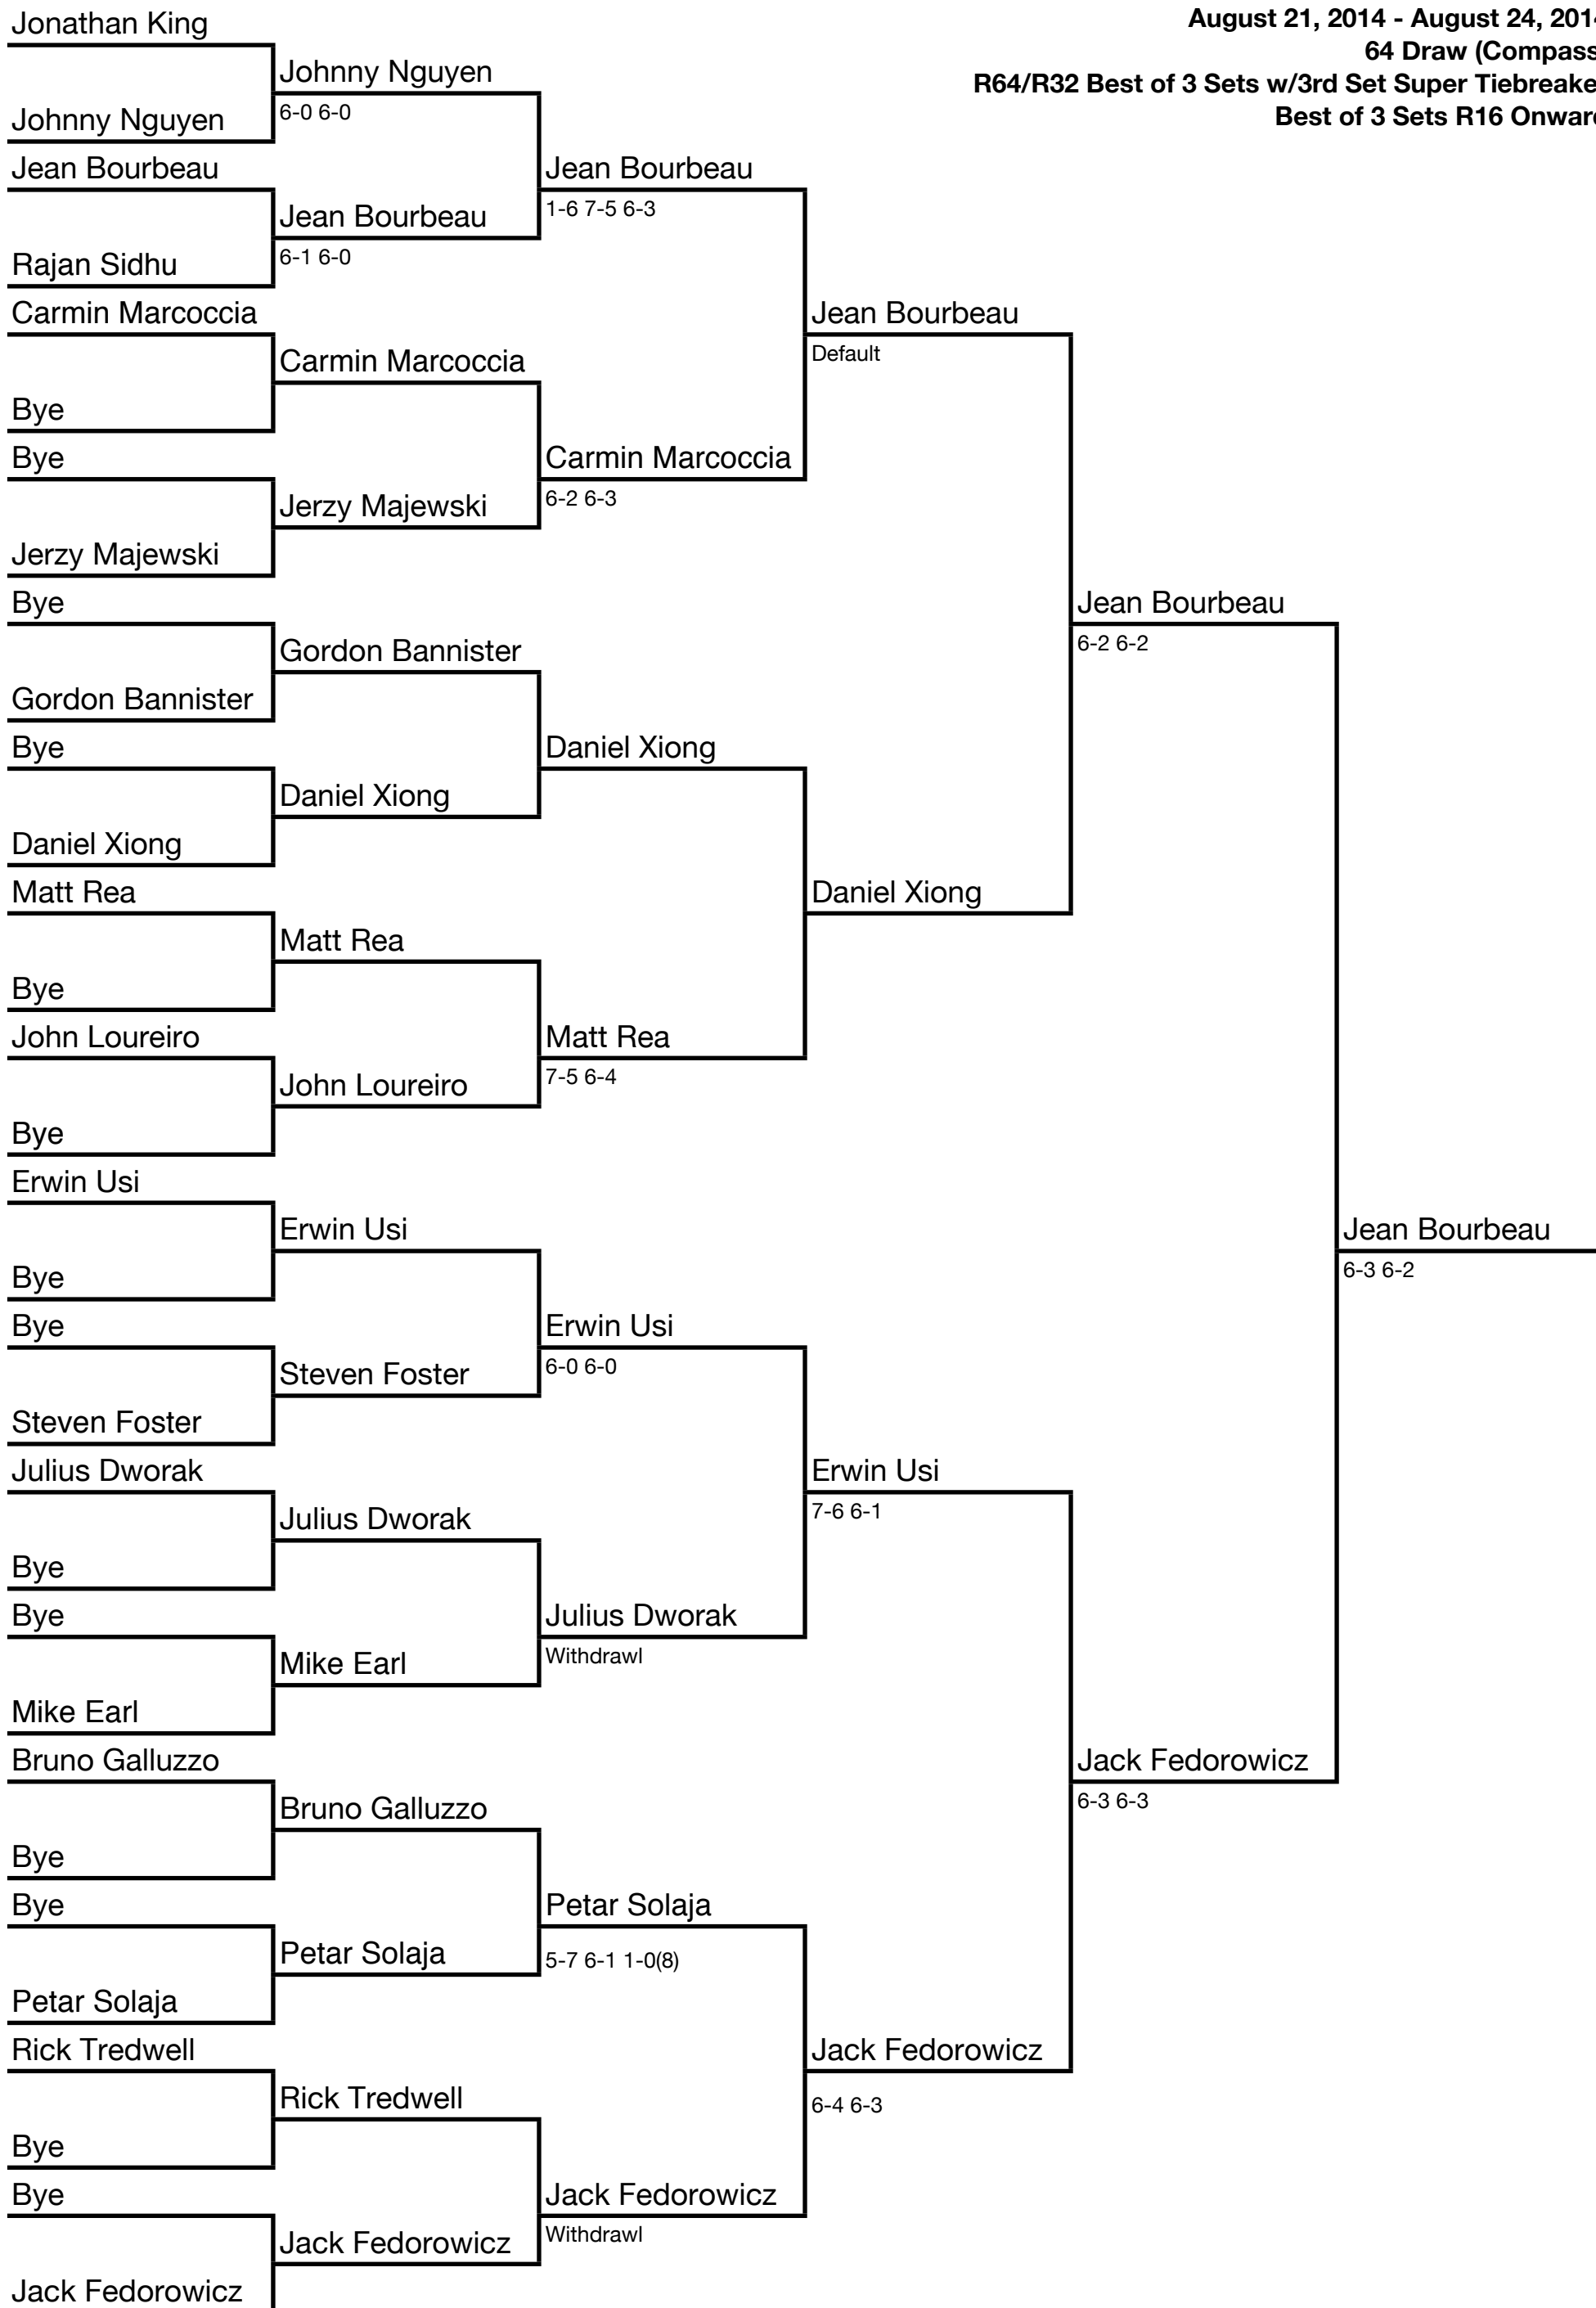 August 21, 2014 - August 24, 201
64 Draw (Compass
R64/R32 Best of 3 Sets w/3rd Set Super Tiebreake
Best of 3 Sets R16 Onwar
Jonathan King
Johnny Nguyen
6-0 6-0
Johnny Nguyen
Jean Bourbeau
Jean Bourbeau
1-6 7-5 6-3
Jean Bourbeau
6-1 6-0
Rajan Sidhu
Carmin Marcoccia
Jean Bourbeau
Default
Carmin Marcoccia
Bye
Bye
Carmin Marcoccia
6-2 6-3
Jerzy Majewski
Jerzy Majewski
Bye
Jean Bourbeau
6-2 6-2
Gordon Bannister
Gordon Bannister
Bye
Daniel Xiong
Daniel Xiong
Daniel Xiong
Matt Rea
Daniel Xiong
Matt Rea
Bye
John Loureiro
Matt Rea
7-5 6-4
John Loureiro
Bye
Erwin Usi
Erwin Usi
Jean Bourbeau
6-3 6-2
Bye
Bye
Erwin Usi
6-0 6-0
Steven Foster
Steven Foster
Julius Dworak
Erwin Usi
7-6 6-1
Julius Dworak
Bye
Bye
Julius Dworak
Withdrawl
Mike Earl
Mike Earl
Bruno Galluzzo
Jack Fedorowicz
6-3 6-3
Bruno Galluzzo
Bye
Bye
Petar Solaja
5-7 6-1 1-0(8)
Petar Solaja
Petar Solaja
Rick Tredwell
Jack Fedorowicz
6-4 6-3
Rick Tredwell
Bye
Bye
Jack Fedorowicz
Withdrawl
Jack Fedorowicz
Jack Fedorowicz